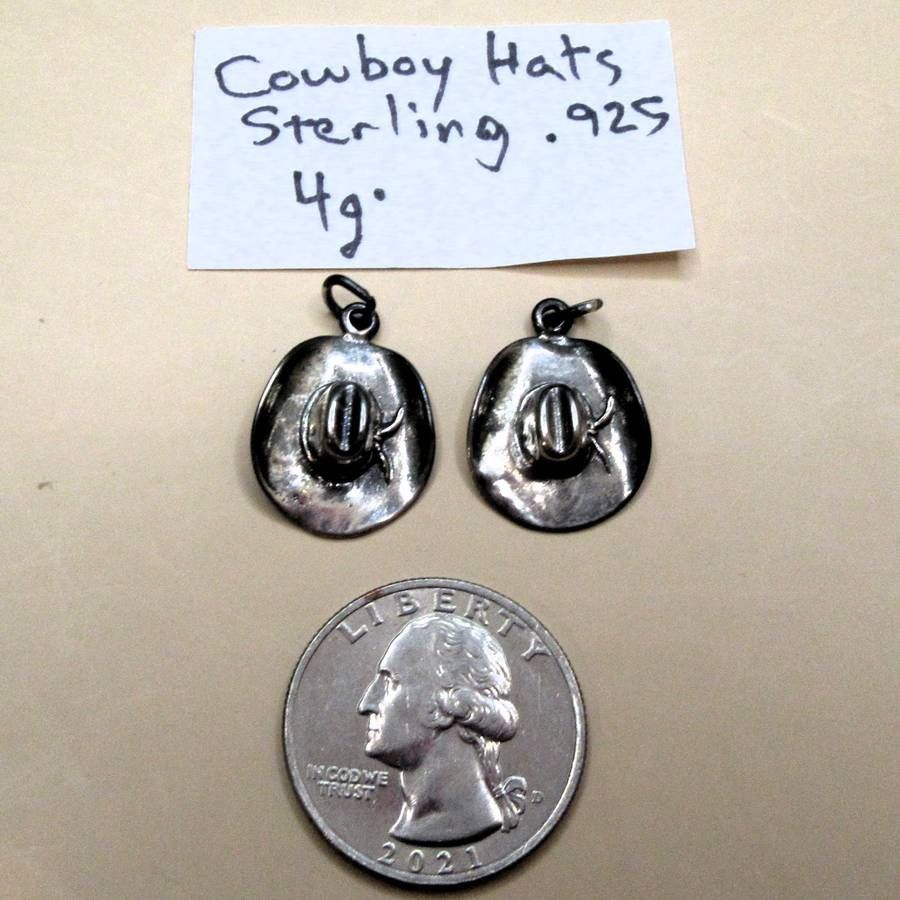 Cowboy Hats
Sterling .925
4g.
LIBERTY
IN GOD WE
TRUST
D
2021